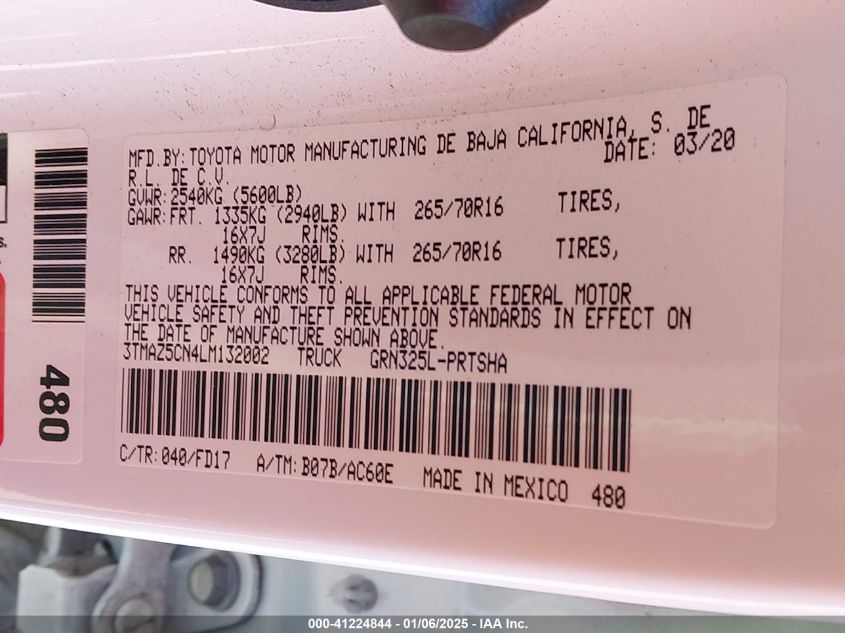 MFD.BY:TOYOTA MOTOR MANUFACTURING DE BAJA CALIFORNIA, S. DE
R.L. DE C.V. DATE: 03/20
GVWR:2540KG (5600LB)
GAWR:FRT. 1335KG (2940LB) WITH 265/70R16 TIRES,
16X7J RIMS.
RR. 1490KG (3280LB) WITH 265/70R16 TIRES,
16X7J RIMS.
THIS VEHICLE CONFORMS TO ALL APPLICABLE FEDERAL MOTOR
VEHICLE SAFETY AND THEFT PREVENTION STANDARDS IN EFFECT ON
THE DATE OF MANUFACTURE SHOWN ABOVE.
3TMAZ5CN4LM132002 TRUCK GRN325L-PRTSHA
C/TR:040/FD17 A/TM:B07B/AC60E MADE IN MEXICO 480
480
000-41224844 - 01/06/2025 - IAA Inc.